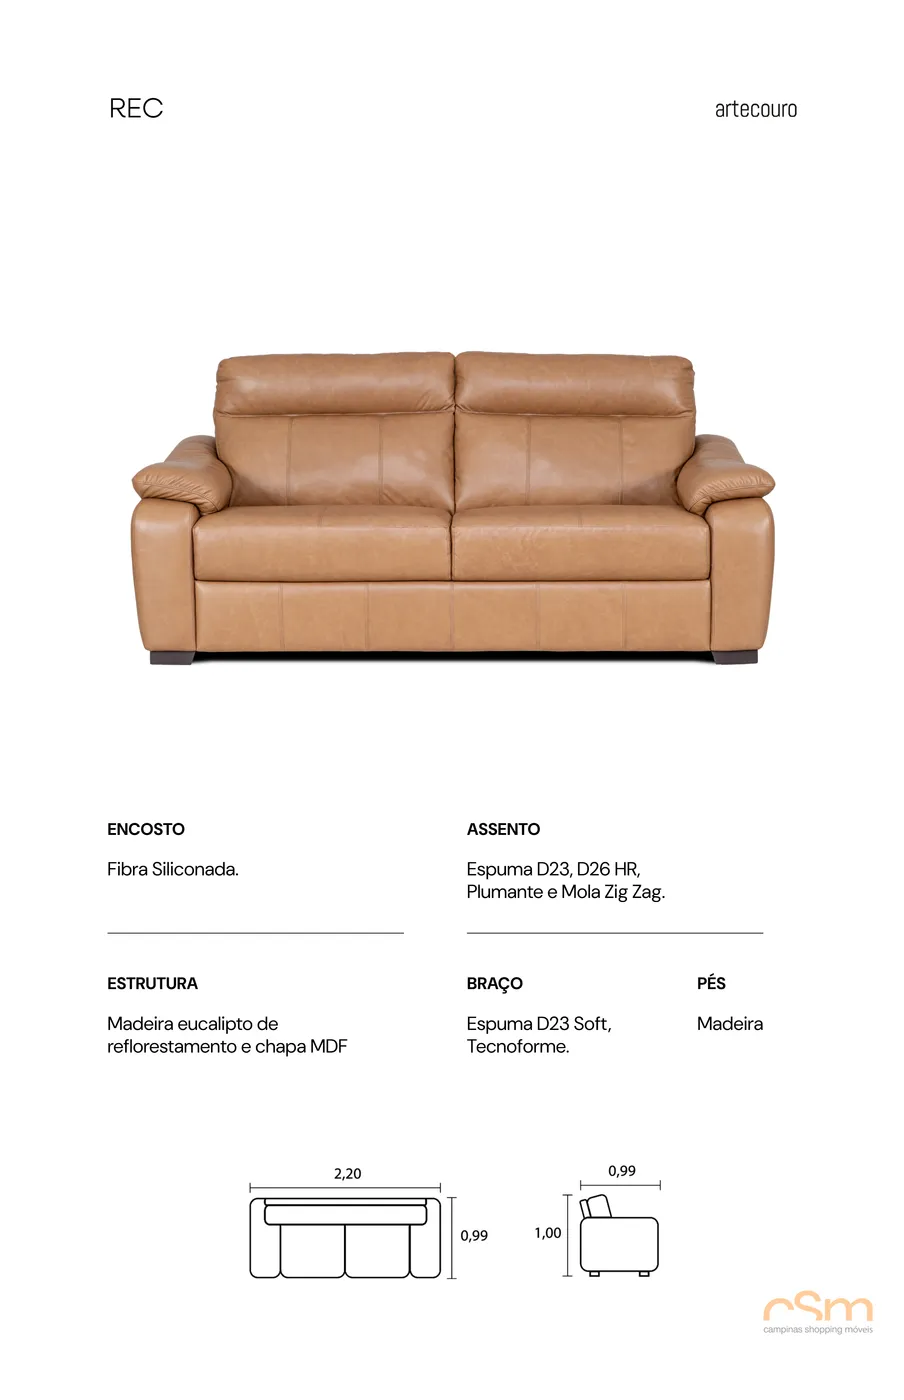 REC
artecouro
ENCOSTO
Fibra Siliconada.
ASSENTO
Espuma D23, D26 HR,
Plumante e Mola Zig Zag.
ESTRUTURA
Madeira eucalipto de
reflorestamento e chapa MDF
BRAÇO
Espuma D23 Soft,
Tecnoforme.
PÉS
Madeira
2,20
0,99
0,99
1,00
csm
campinas shopping móveis